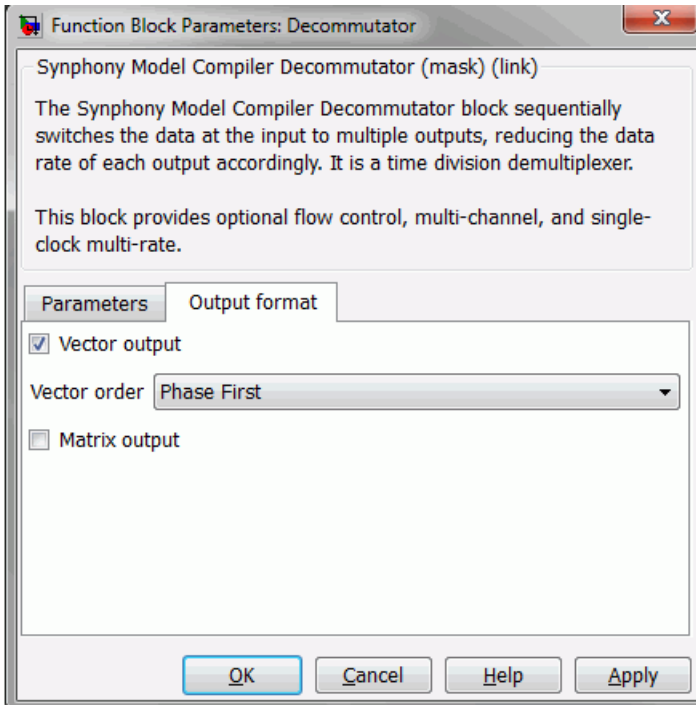 Function Block Parameters: Decommutator
Synphony Model Compiler Decommutator (mask) (link)
The Synphony Model Compiler Decommutator block sequentially
switches the data at the input to multiple outputs, reducing the data
rate of each output accordingly. It is a time division demultiplexer.
This block provides optional flow control, multi-channel, and single-
clock multi-rate.
Parameters
Output format
Vector output
Vector order Phase First
Matrix output
OK Cancel Help Apply